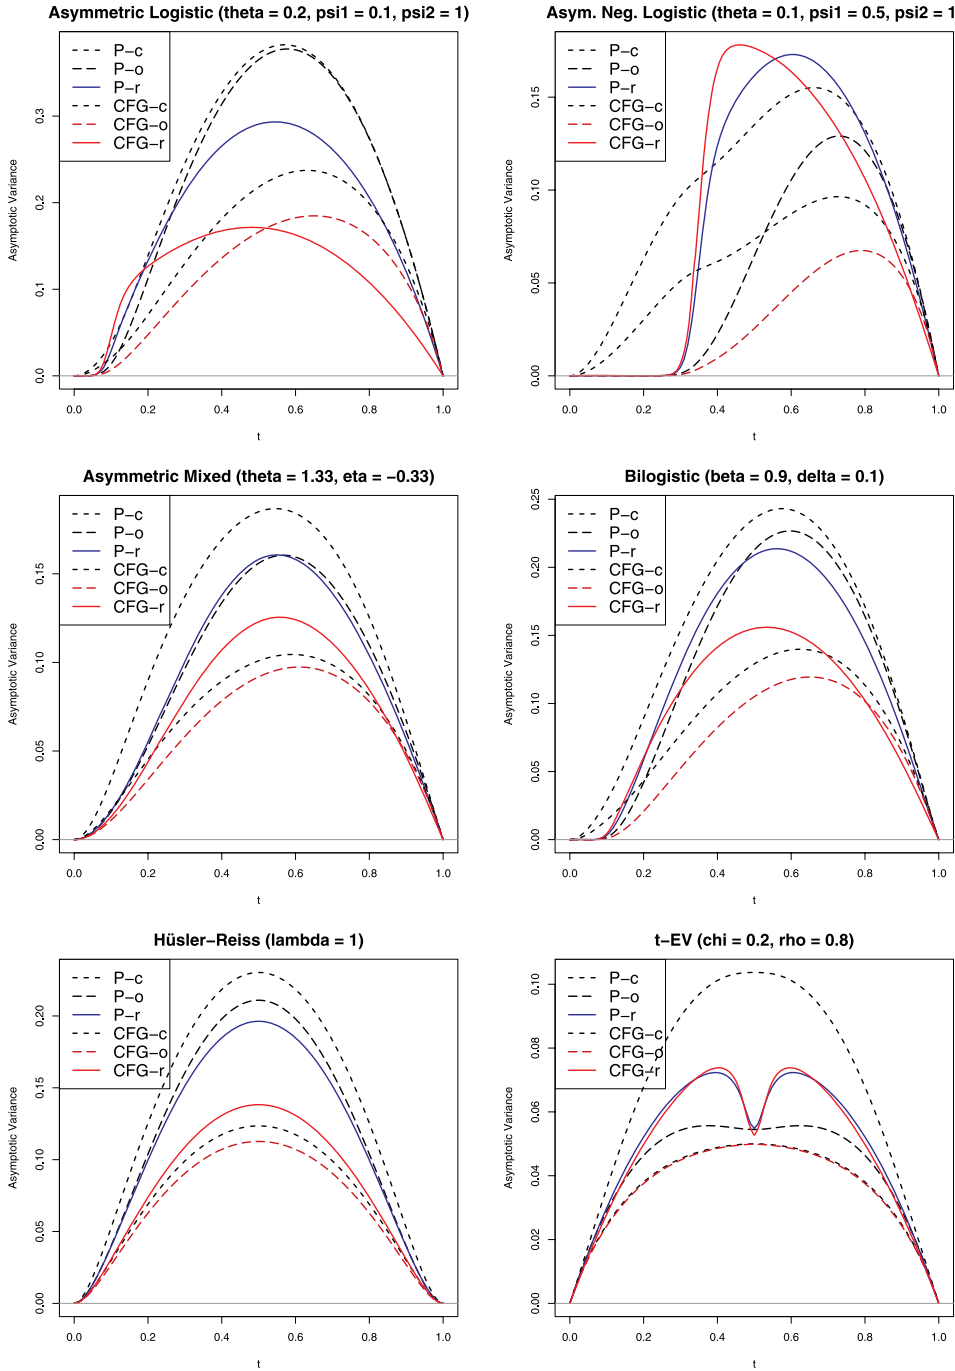 Asymmetric Logistic (theta = 0.2, psi1 = 0.1, psi2 = 1)
P−c
P−o
P−r
CFG−c
CFG−o
CFG−r
Asymptotic Variance
0.0
0.1
0.2
0.3
0.0 0.2 0.4 0.6 0.8 1.0
t
Asym. Neg. Logistic (theta = 0.1, psi1 = 0.5, psi2 = 1
P−c
P−o
P−r
CFG−c
CFG−o
CFG−r
Asymptotic Variance
0.00
0.05
0.10
0.15
0.0 0.2 0.4 0.6 0.8 1.0
t
Asymmetric Mixed (theta = 1.33, eta = −0.33)
P−c
P−o
P−r
CFG−c
CFG−o
CFG−r
Asymptotic Variance
0.00
0.05
0.10
0.15
0.0 0.2 0.4 0.6 0.8 1.0
t
Bilogistic (beta = 0.9, delta = 0.1)
P−c
P−o
P−r
CFG−c
CFG−o
CFG−r
Asymptotic Variance
0.00
0.05
0.10
0.15
0.20
0.25
0.0 0.2 0.4 0.6 0.8 1.0
t
Hüsler−Reiss (lambda = 1)
P−c
P−o
P−r
CFG−c
CFG−o
CFG−r
Asymptotic Variance
0.00
0.05
0.10
0.15
0.20
0.0 0.2 0.4 0.6 0.8 1.0
t
t−EV (chi = 0.2, rho = 0.8)
P−c
P−o
P−r
CFG−c
CFG−o
CFG−r
Asymptotic Variance
0.00
0.02
0.04
0.06
0.08
0.10
0.0 0.2 0.4 0.6 0.8 1.0
t